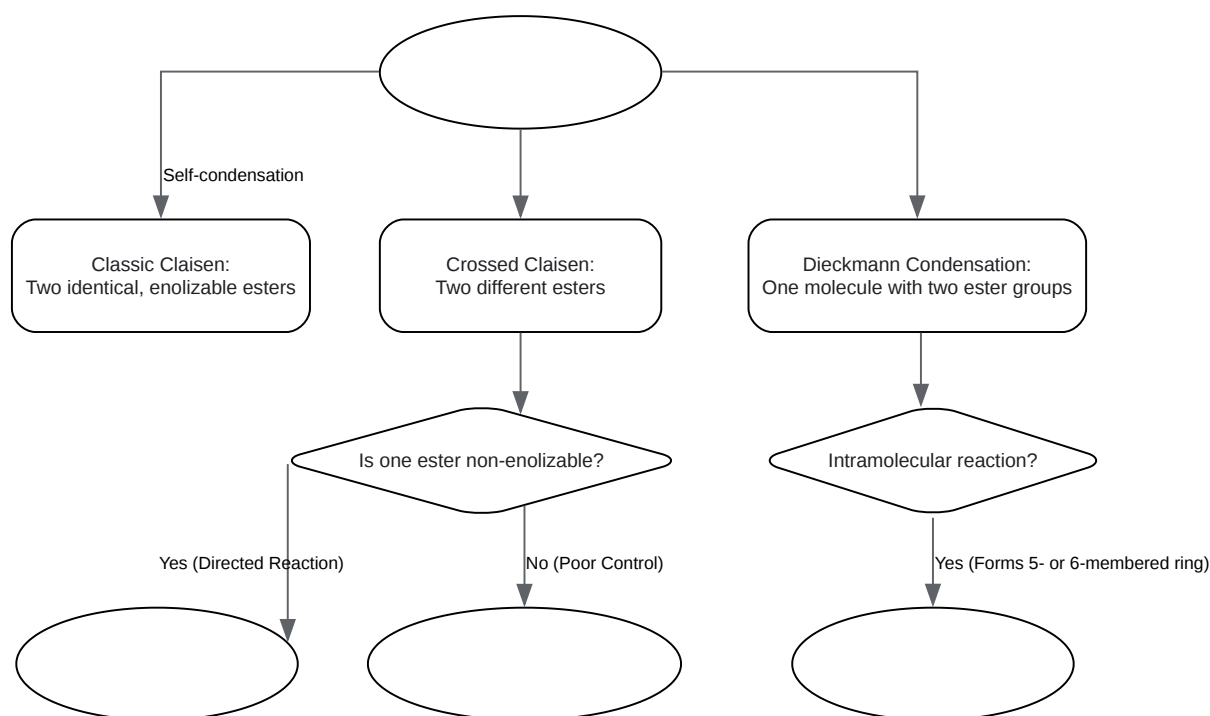 Self-condensation
Classic Claisen:
Two identical, enolizable esters
Crossed Claisen:
Two different esters
Dieckmann Condensation:
One molecule with two ester groups
Is one ester non-enolizable?
Intramolecular reaction?
Yes (Directed Reaction)
No (Poor Control)
Yes (Forms 5- or 6-membered ring)